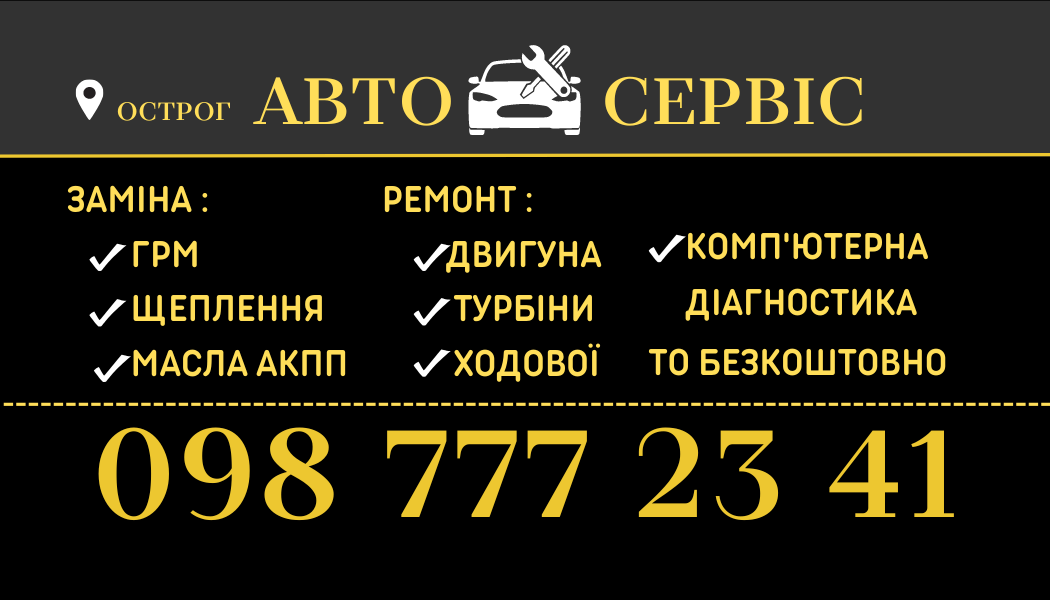 ОСТРОГ АВТО СЕРВІС
ЗАМІНА :
ГРМ
ЩЕПЛЕННЯ
МАСЛА АКПП
РЕМОНТ :
ДВИГУНА
ТУРБІНИ
ХОДОВОЇ
КОМП'ЮТЕРНА
ДІАГНОСТИКА
ТО БЕЗКОШТОВНО
098 777 23 41